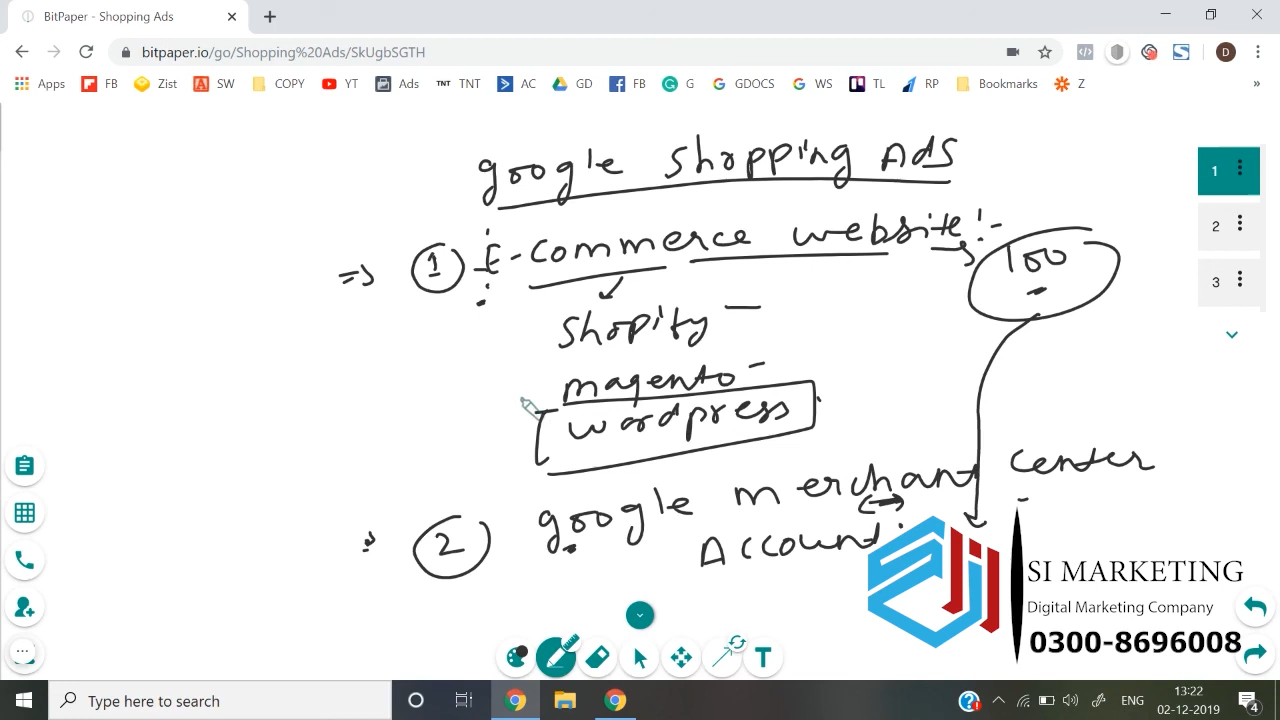 BitPaper - Shopping Ads
bitpaper.io/go/Shopping%20Ads/SkUgbSGTH
D
Apps FB Zist SW COPY YT Ads TNT TNT AC GD FB G GDOCS WS TL RP Bookmarks Z »
google shopping Ads
=> 1 E-commerce website:- 100
shopify -
magento -
wordpress
2 google merchant center
Account
1
2
3
SI MARKETING
Digital Marketing Company
0300-8696008
T
Type here to search
ENG
13:22
02-12-2019
4